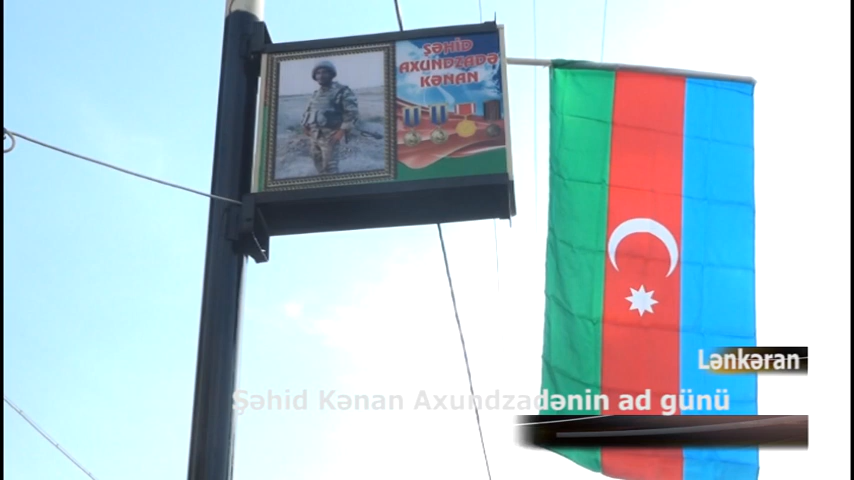 ŞƏHİD
AXUNDZADƏ
KƏNAN
Lənkəran
Şəhid Kənan Axundzadənin ad günü